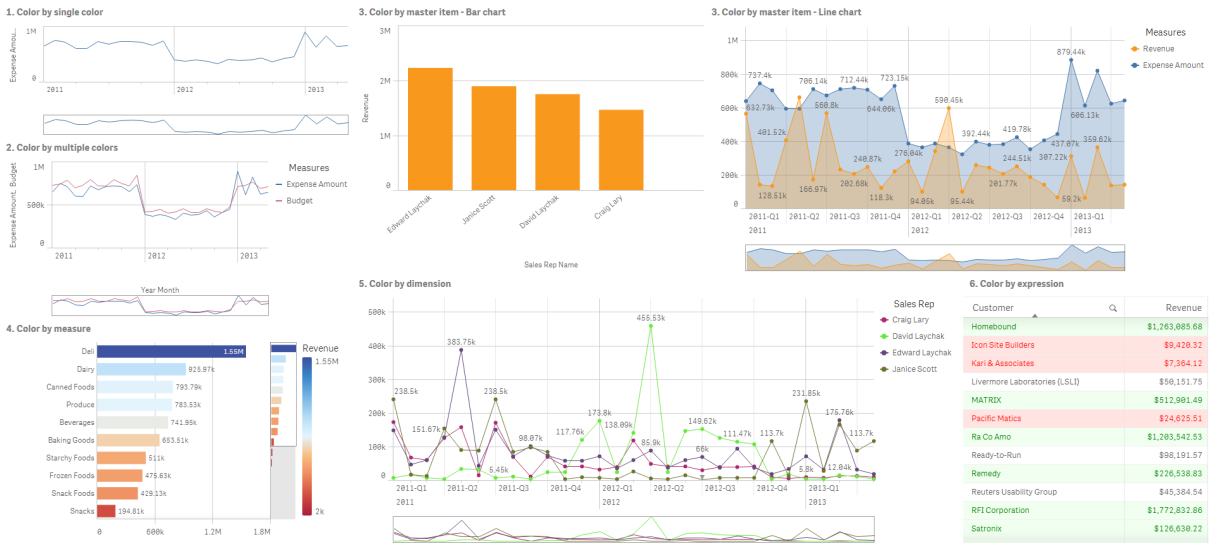 1. Color by single color
Expense Amou...
1M
0
2011
2012
2013
2. Color by multiple colors
Expense Amount, Budget
1M
500k
0
2011
2012
2013
Year Month
Measures
Expense Amount
Budget
3. Color by master item - Bar chart
Revenue
3M
2M
1M
0
Edward Laychak
Janice Scott
David Laychak
Craig Lary
Sales Rep Name
3. Color by master item - Line chart
1M
800k
600k
400k
200k
0
737.4k
632.73k
401.52k
128.51k
706.14k
560.8k
166.97k
712.44k
202.68k
240.87k
644.06k
118.3k
723.15k
276.04k
94.05k
590.45k
95.44k
392.44k
201.77k
244.51k
419.78k
307.22k
437.07k
59.2k
879.44k
606.13k
359.62k
2011-Q1
2011-Q2
2011-Q3
2011-Q4
2012-Q1
2012-Q2
2012-Q3
2012-Q4
2013-Q1
2011
2012
2013
Measures
Revenue
Expense Amount
4. Color by measure
Deli
1.55M
Dairy
926.97k
Canned Foods
793.79k
Produce
783.53k
Beverages
741.95k
Baking Goods
663.51k
Starchy Foods
511k
Frozen Foods
475.63k
Snack Foods
429.13k
Snacks
194.81k
0
600k
1.2M
1.8M
Revenue
1.55M
2k
5. Color by dimension
500k
400k
200k
100k
0
238.5k
151.67k
383.75k
238.5k
5.45k
98.07k
117.76k
173.8k
138.09k
455.53k
85.9k
149.62k
66k
111.47k
113.7k
231.85k
5.8k
12.04k
175.76k
113.7k
2011-Q1
2011-Q2
2011-Q3
2011-Q4
2012-Q1
2012-Q2
2012-Q3
2012-Q4
2013-Q1
2011
2012
2013
Sales Rep
Craig Lary
David Laychak
Edward Laychak
Janice Scott
6. Color by expression
Customer Revenue
Homebound $1,263,085.68
Icon Site Builders $9,420.32
Kari & Associates $7,364.12
Livermore Laboratories (LSLI) $50,151.75
MATRIX $512,901.49
Pacific Matics $24,625.51
Ra Co Amo $1,203,542.53
Ready-to-Run $98,191.57
Remedy $226,538.83
Reuters Usability Group $45,384.54
RFI Corporation $1,772,832.86
Satronix $126,630.22